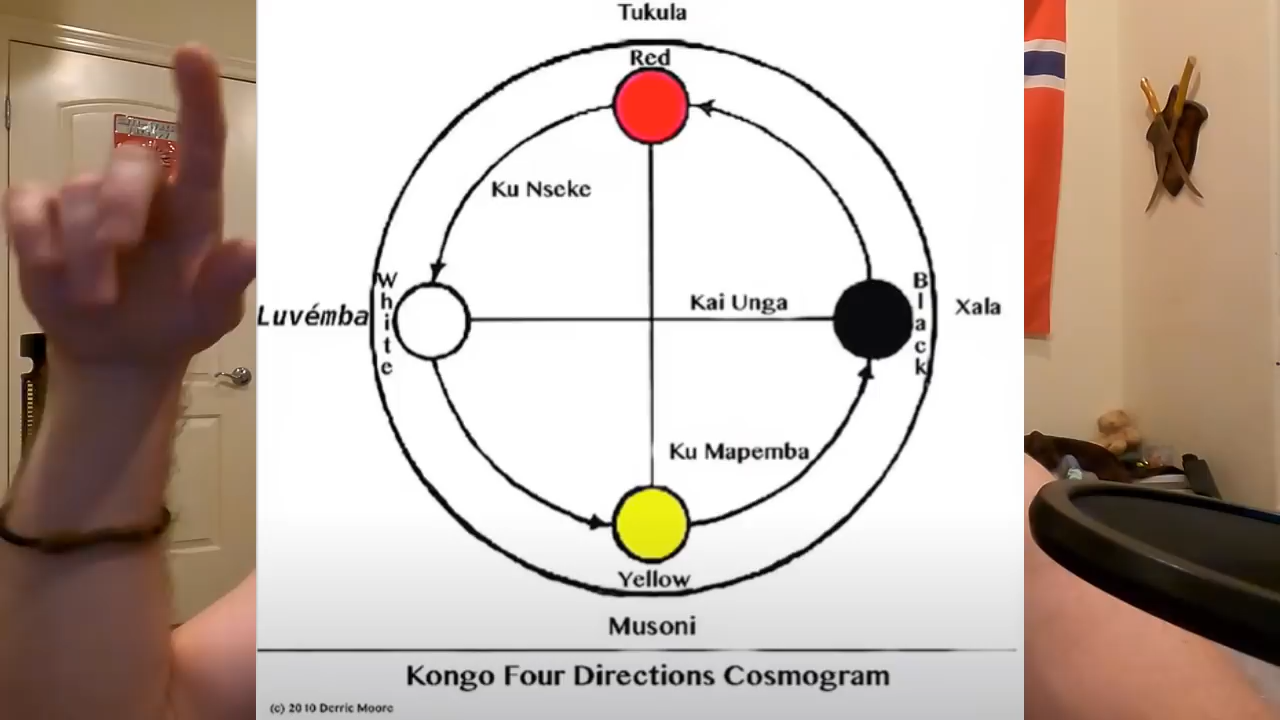 Tukula
Red
Ku Nseke
White
Luvémba
Kai Unga
Black
Xala
Ku Mapemba
Yellow
Musoni
Kongo Four Directions Cosmogram
(c) 2010 Derric Moore